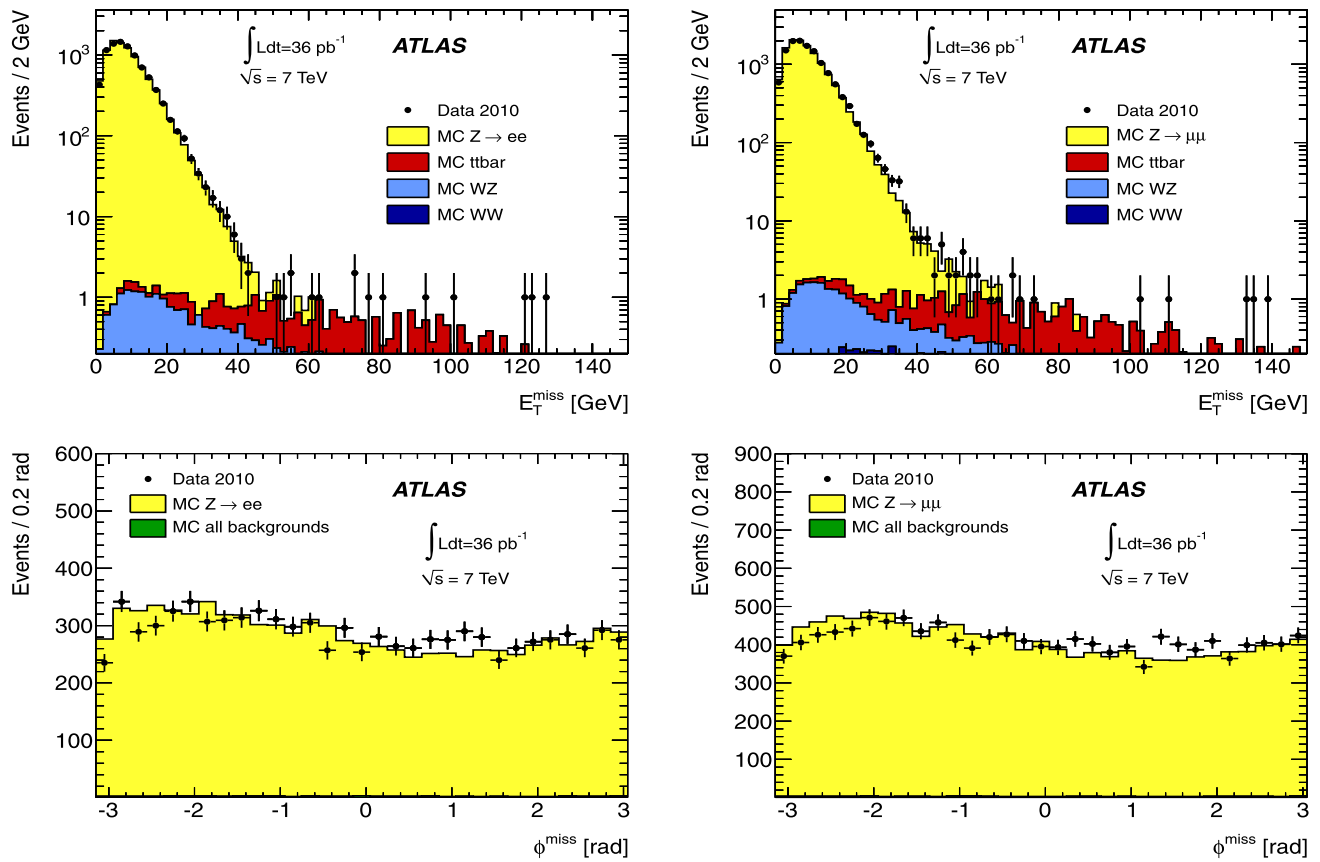 Events / 2 GeV
10³
10²
10
1
∫Ldt=36 pb⁻¹
√s = 7 TeV
ATLAS
Data 2010
MC Z → ee
MC ttbar
MC WZ
MC WW
0 20 40 60 80 100 120 140
E_T^miss [GeV]
Events / 2 GeV
10³
10²
10
1
∫Ldt=36 pb⁻¹
√s = 7 TeV
ATLAS
Data 2010
MC Z → μμ
MC ttbar
MC WZ
MC WW
0 20 40 60 80 100 120 140
E_T^miss [GeV]
Events / 0.2 rad
600
500
400
300
200
100
Data 2010
MC Z → ee
MC all backgrounds
ATLAS
∫Ldt=36 pb⁻¹
√s = 7 TeV
-3 -2 -1 0 1 2 3
ϕ^miss [rad]
Events / 0.2 rad
900
800
700
600
500
400
300
200
100
Data 2010
MC Z → μμ
MC all backgrounds
ATLAS
∫Ldt=36 pb⁻¹
√s = 7 TeV
-3 -2 -1 0 1 2 3
ϕ^miss [rad]